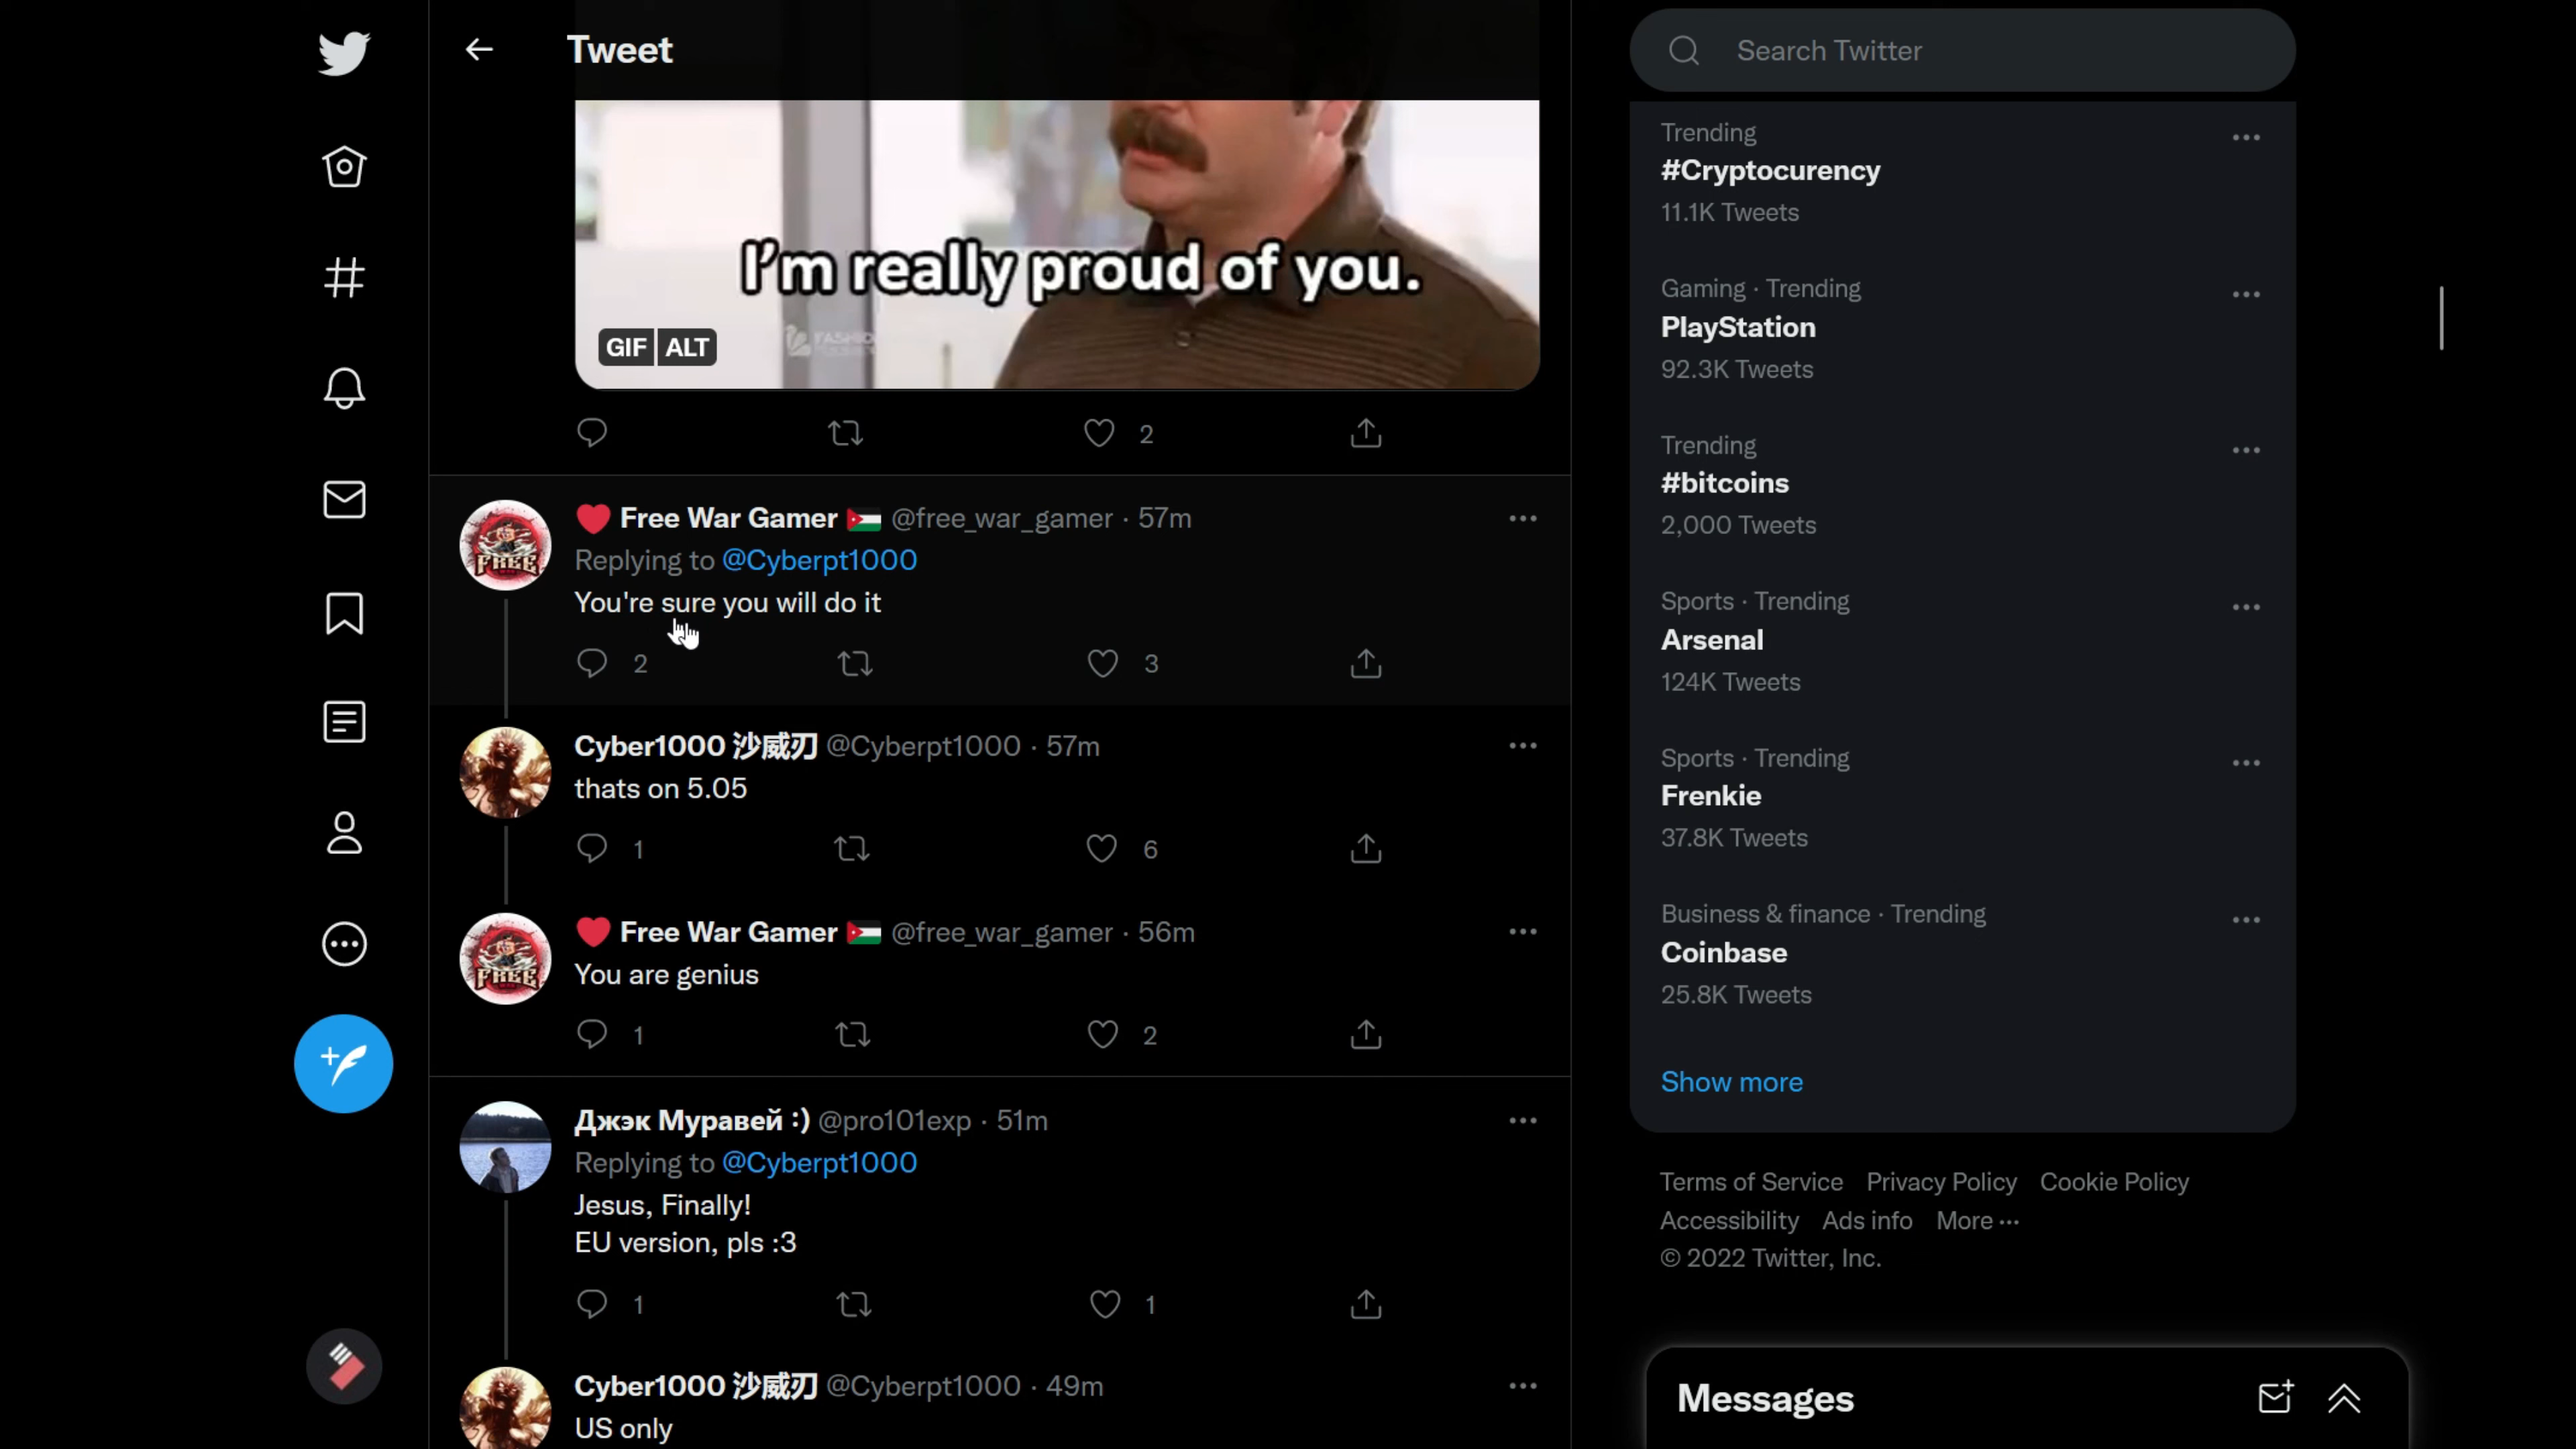 Tweet
I'm really proud of you.
GIF ALT
2
Free War Gamer @free_war_gamer · 57m
Replying to @Cyberpt1000
You're sure you will do it
2 3
Cyber1000 沙威刃 @Cyberpt1000 · 57m
thats on 5.05
1 6
FREE
Free War Gamer @free_war_gamer · 56m
You are genius
1 2
FREE
Джэк Муравей :) @pro101exp · 51m
Replying to @Cyberpt1000
Jesus, Finally!
EU version, pls :3
1 1
Cyber1000 沙威刃 @Cyberpt1000 · 49m
US only
Search Twitter
Trending
#Cryptocurency
11.1K Tweets
Gaming · Trending
PlayStation
92.3K Tweets
Trending
#bitcoins
2,000 Tweets
Sports · Trending
Arsenal
124K Tweets
Sports · Trending
Frenkie
37.8K Tweets
Business & finance · Trending
Coinbase
25.8K Tweets
Show more
Terms of Service Privacy Policy Cookie Policy
Accessibility Ads info More ···
© 2022 Twitter, Inc.
Messages